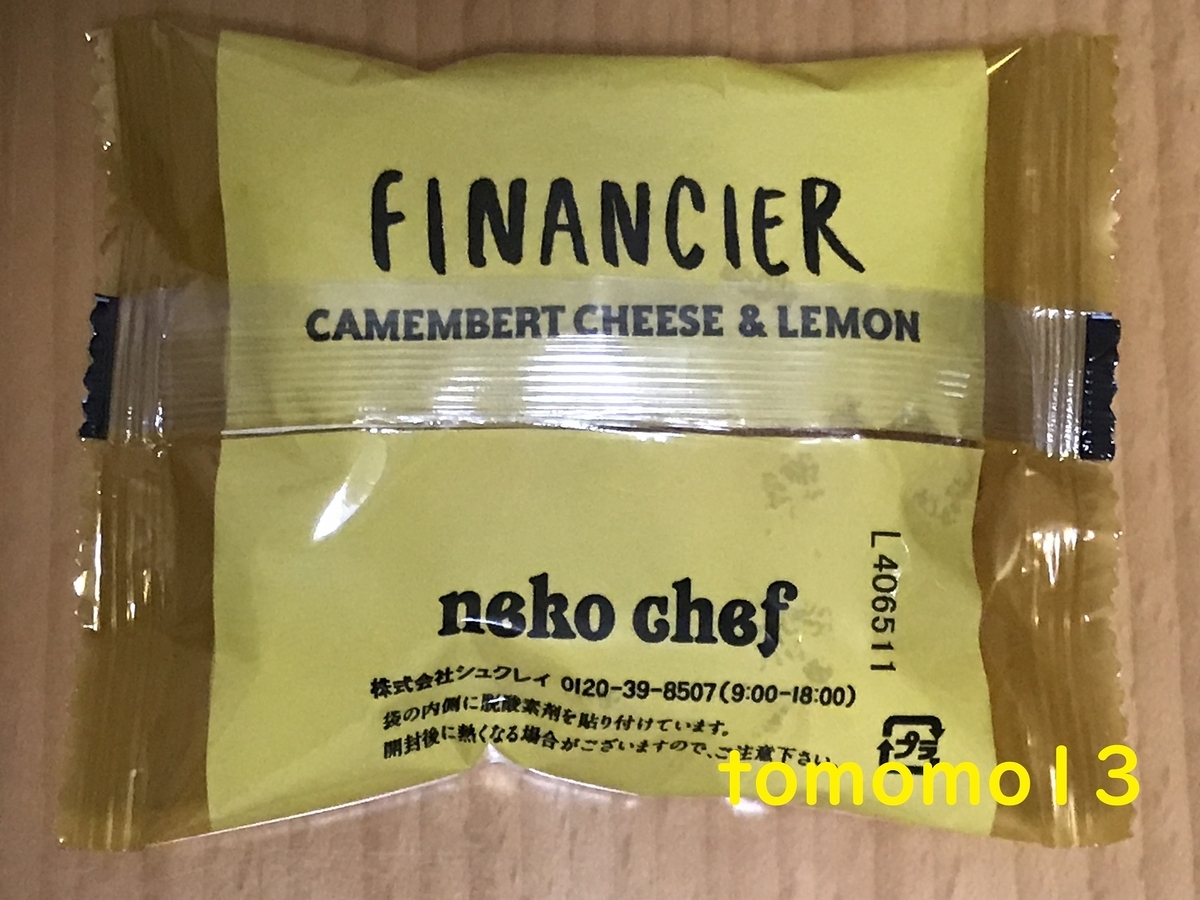 FINANCIER
CAMEMBERT CHEESE & LEMON
L406511
neko chef
株式会社シュクレイ 0120-39-8507(9:00-18:00)
袋の内側に脱酸素剤を貼り付けています。
開封後に熱くなる場合がございますので、ご注意下さい。
プラ
tomomo13